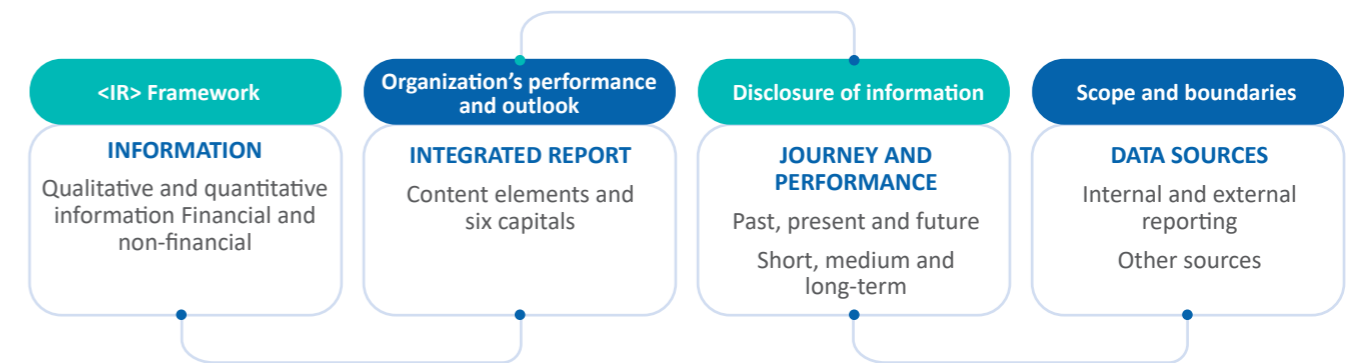 <IR> Framework
INFORMATION
Qualitative and quantitative
information Financial and
non-financial
Organization's performance
and outlook
INTEGRATED REPORT
Content elements and
six capitals
Disclosure of information
JOURNEY AND
PERFORMANCE
Past, present and future
Short, medium and
long-term
Scope and boundaries
DATA SOURCES
Internal and external
reporting
Other sources